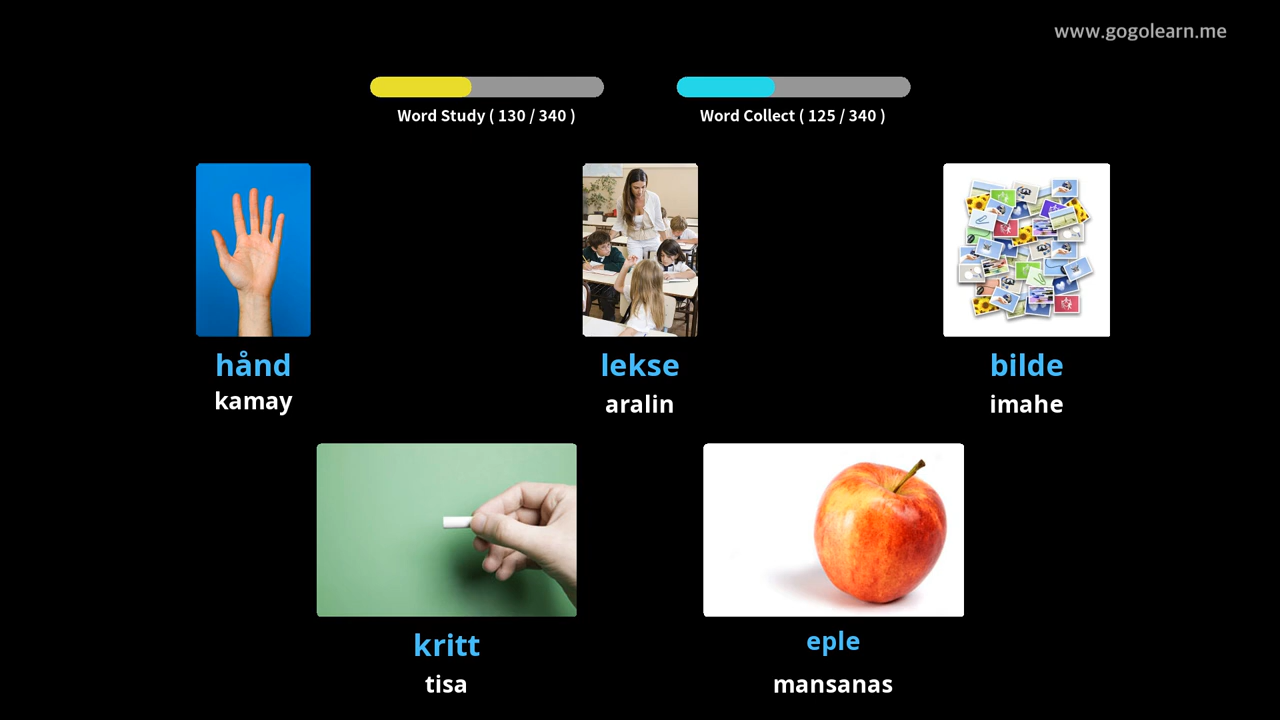 www.gogolearn.me
Word Study ( 130 / 340 )
Word Collect ( 125 / 340 )
hånd
kamay
lekse
aralin
bilde
imahe
kritt
tisa
eple
mansanas